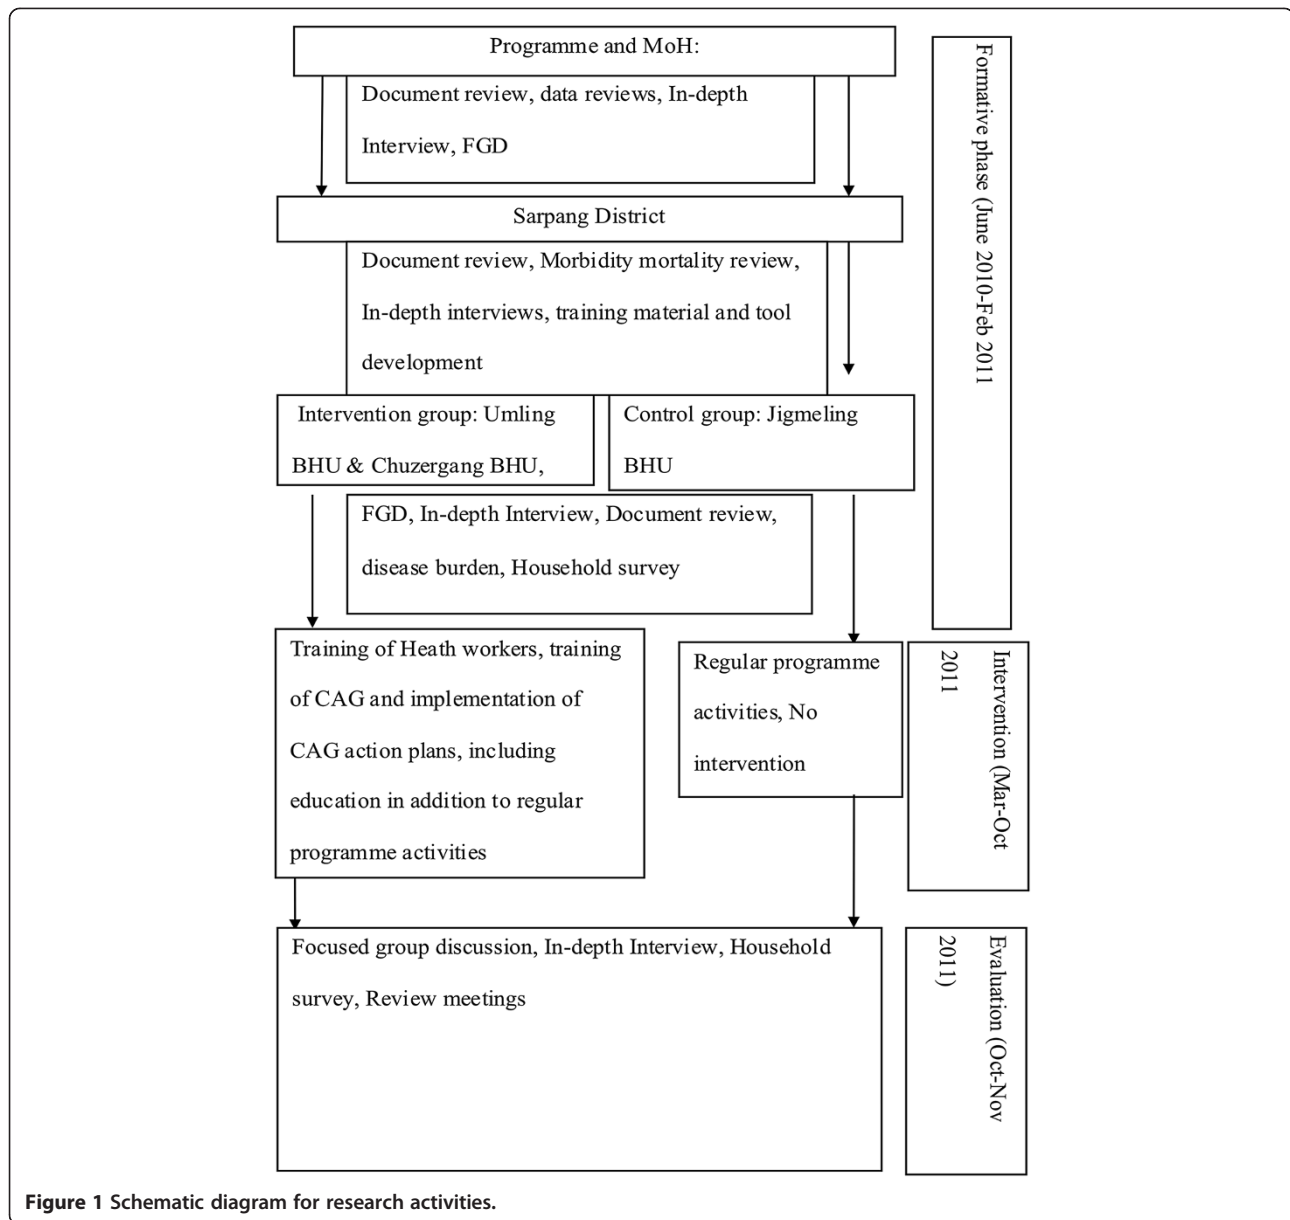 Programme and MoH:
Document review, data reviews, In-depth
Interview, FGD
Sarpang District
Document review, Morbidity mortality review,
In-depth interviews, training material and tool
development
Intervention group: Umling
BHU & Chuzergang BHU,
Control group: Jigmeling
BHU
FGD, In-depth Interview, Document review,
disease burden, Household survey
Formative phase (June 2010-Feb 2011
Training of Heath workers, training
of CAG and implementation of
CAG action plans, including
education in addition to regular
programme activities
Regular programme
activities, No
intervention
Intervention (Mar-Oct
2011
Focused group discussion, In-depth Interview, Household
survey, Review meetings
Evaluation (Oct-Nov
2011)
Figure 1 Schematic diagram for research activities.